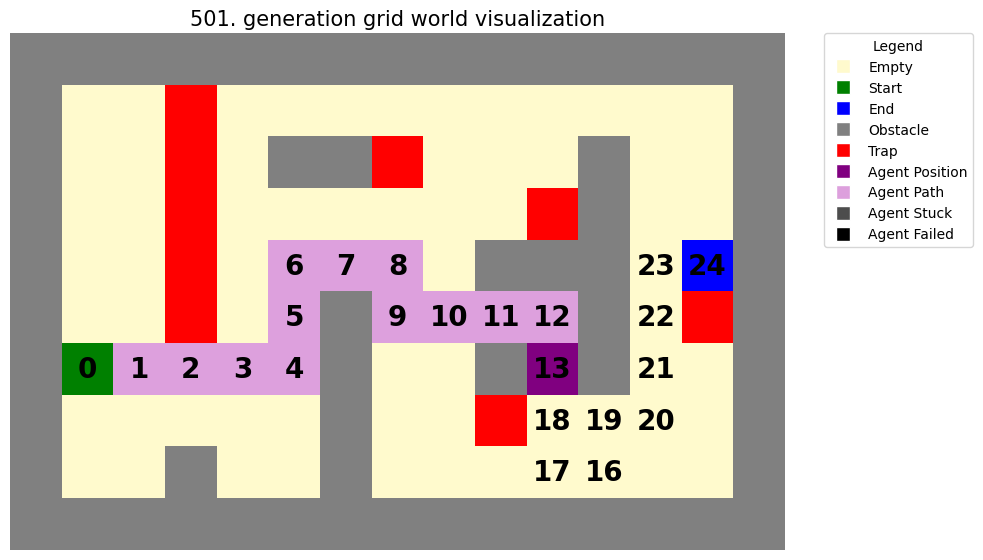 501. generation grid world visualization
Legend
Empty
Start
End
Obstacle
Trap
Agent Position
Agent Path
Agent Stuck
Agent Failed
6 7 8 23 24
5 9 10 11 12 22
0 1 2 3 4 13 21
18 19 20
17 16